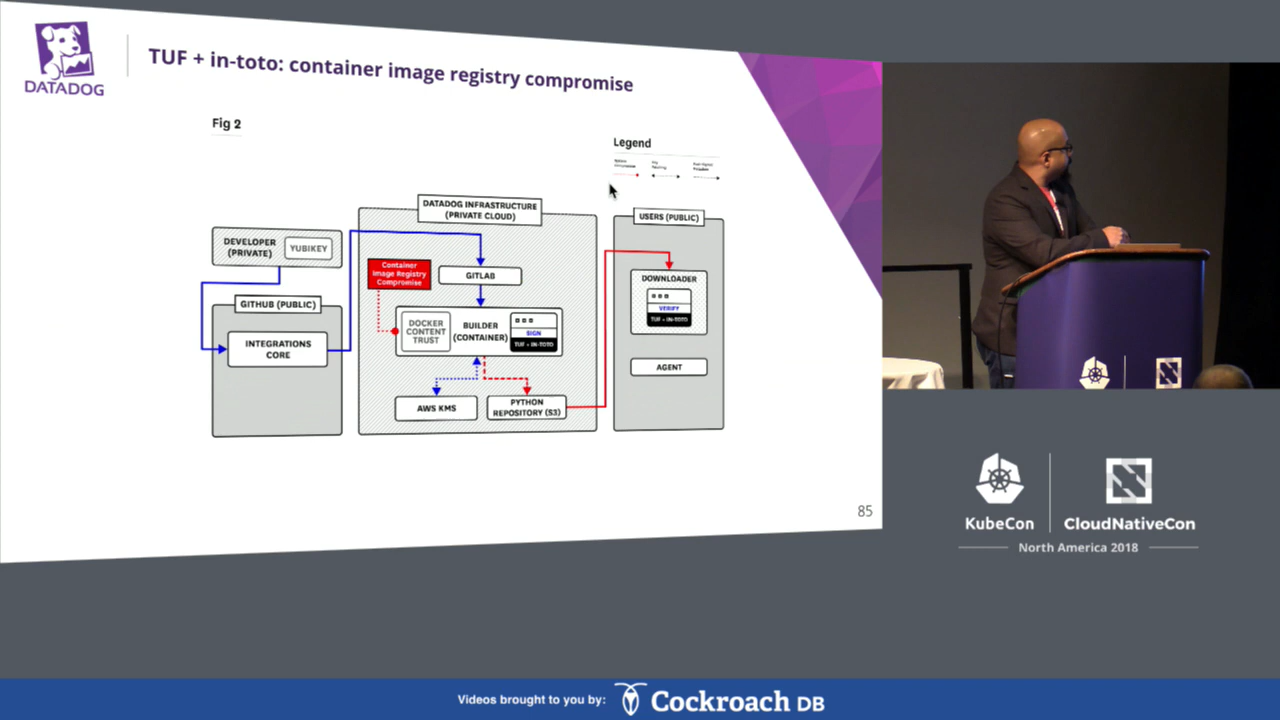 DATADOG
TUF + in-toto: container image registry compromise
Fig 2
Legend
DATADOG INFRASTRUCTURE
(PRIVATE CLOUD)
USERS (PUBLIC)
DEVELOPER
(PRIVATE)
YUBIKEY
Container
Image Registry
Compromise
GITLAB
DOWNLOADER
VERIFY
TUF + IN-TOTO
GITHUB (PUBLIC)
INTEGRATIONS
CORE
DOCKER
CONTENT
TRUST
BUILDER
(CONTAINER)
SIGN
TUF + IN-TOTO
AGENT
AWS KMS
PYTHON
REPOSITORY (S3)
85
KubeCon
CloudNativeCon
North America 2018
Videos brought to you by:
Cockroach DB